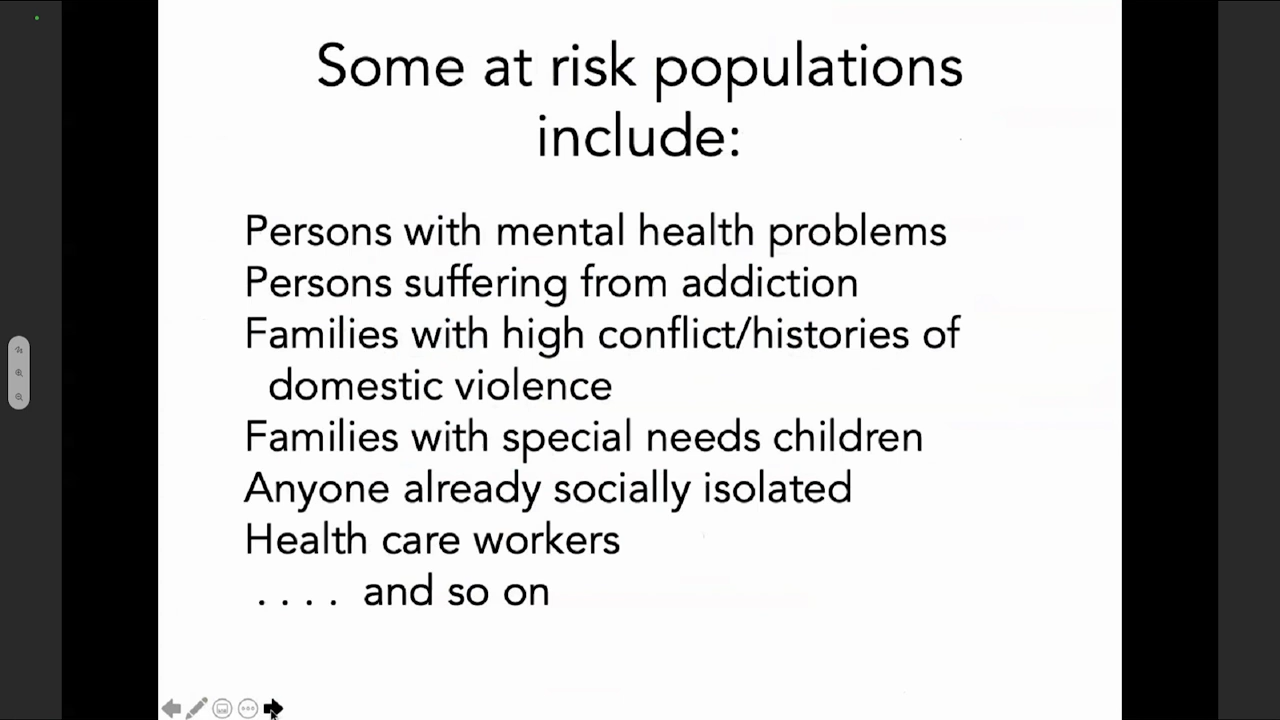 Some at risk populations
include:
Persons with mental health problems
Persons suffering from addiction
Families with high conflict/histories of
domestic violence
Families with special needs children
Anyone already socially isolated
Health care workers
. . . . and so on